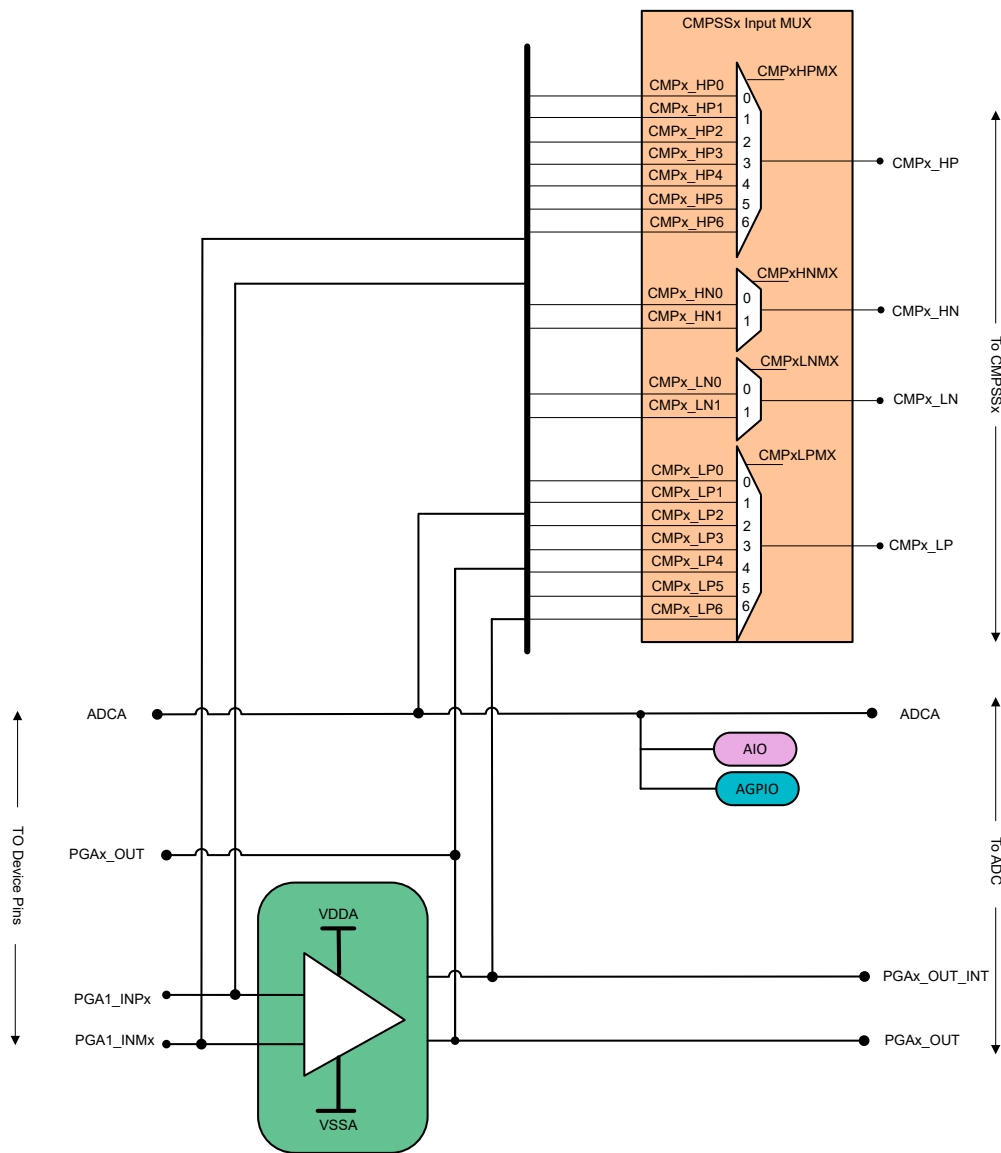 CMPSSx Input MUX
CMPxHPMX
CMPx_HP0
0
CMPx_HP1
1
CMPx_HP2
2
CMPx_HP3
3
CMPx_HP
CMPx_HP4
4
CMPx_HP5
5
CMPx_HP6
6
CMPxHNMX
CMPx_HN0
0
CMPx_HN
CMPx_HN1
1
To CMPSSx
CMPxLNMX
CMPx_LN0
0
CMPx_LN
CMPx_LN1
1
CMPxLPMX
CMPx_LP0
0
CMPx_LP1
1
CMPx_LP2
2
CMPx_LP3
3
CMPx_LP
CMPx_LP4
4
CMPx_LP5
5
CMPx_LP6
6
ADCA
ADCA
AIO
AGPIO
PGAx_OUT
TO Device Pins
To ADC
VDDA
PGAx_OUT_INT
PGA1_INPx
PGA1_INMx
PGAx_OUT
VSSA